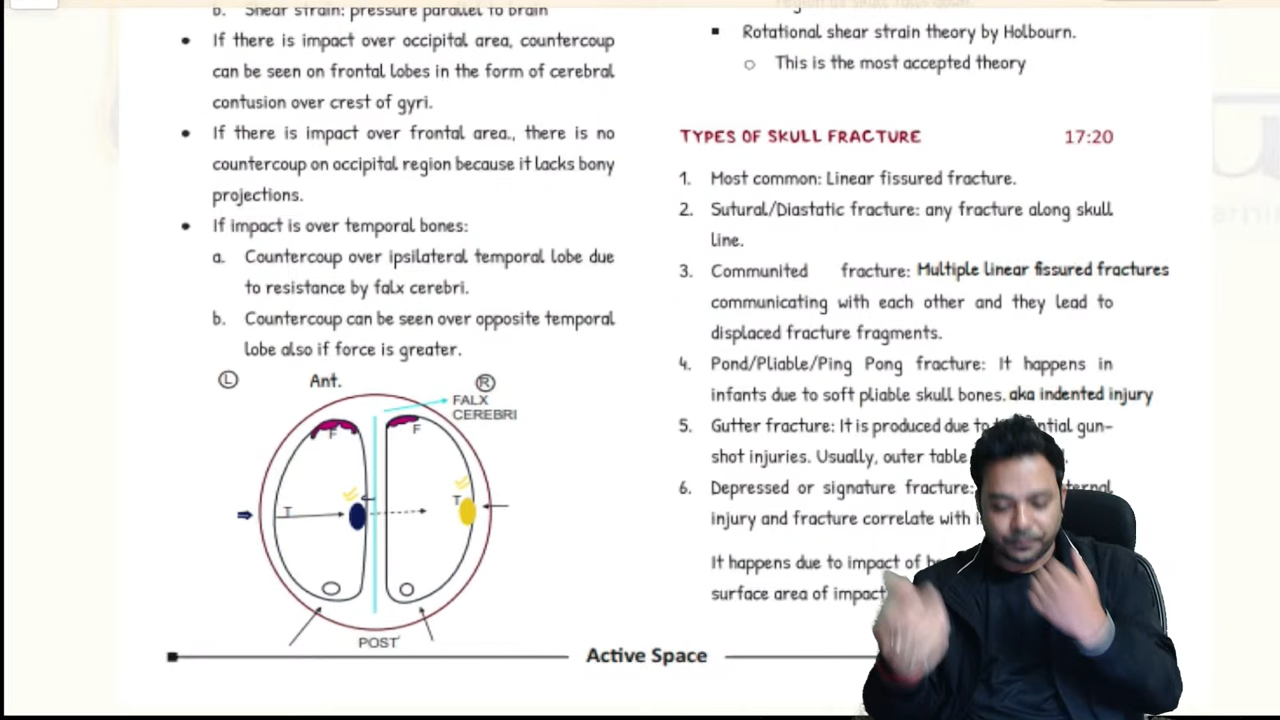 b. Shear strain: pressure parallel to brain
• If there is impact over occipital area, countercoup
can be seen on frontal lobes in the form of cerebral
contusion over crest of gyri.
• If there is impact over frontal area., there is no
countercoup on occipital region because it lacks bony
projections.
• If impact is over temporal bones:
a. Countercoup over ipsilateral temporal lobe due
to resistance by falx cerebri.
b. Countercoup can be seen over opposite temporal
lobe also if force is greater.
L Ant. R
FALX
CEREBRI
F F
T T
POST
▪ Rotational shear strain theory by Holbourn.
○ This is the most accepted theory
TYPES OF SKULL FRACTURE 17:20
1. Most common: Linear fissured fracture.
2. Sutural/Diastatic fracture: any fracture along skull
line.
3. Communited fracture: Multiple linear fissured fractures
communicating with each other and they lead to
displaced fracture fragments.
4. Pond/Pliable/Ping Pong fracture: It happens in
infants due to soft pliable skull bones. aka indented injury
5. Gutter fracture: It is produced due to gun-
shot injuries. Usually, outer table
6. Depressed or signature fracture:
injury and fracture correlate with
It happens due to impact of
surface area of impact
Active Space